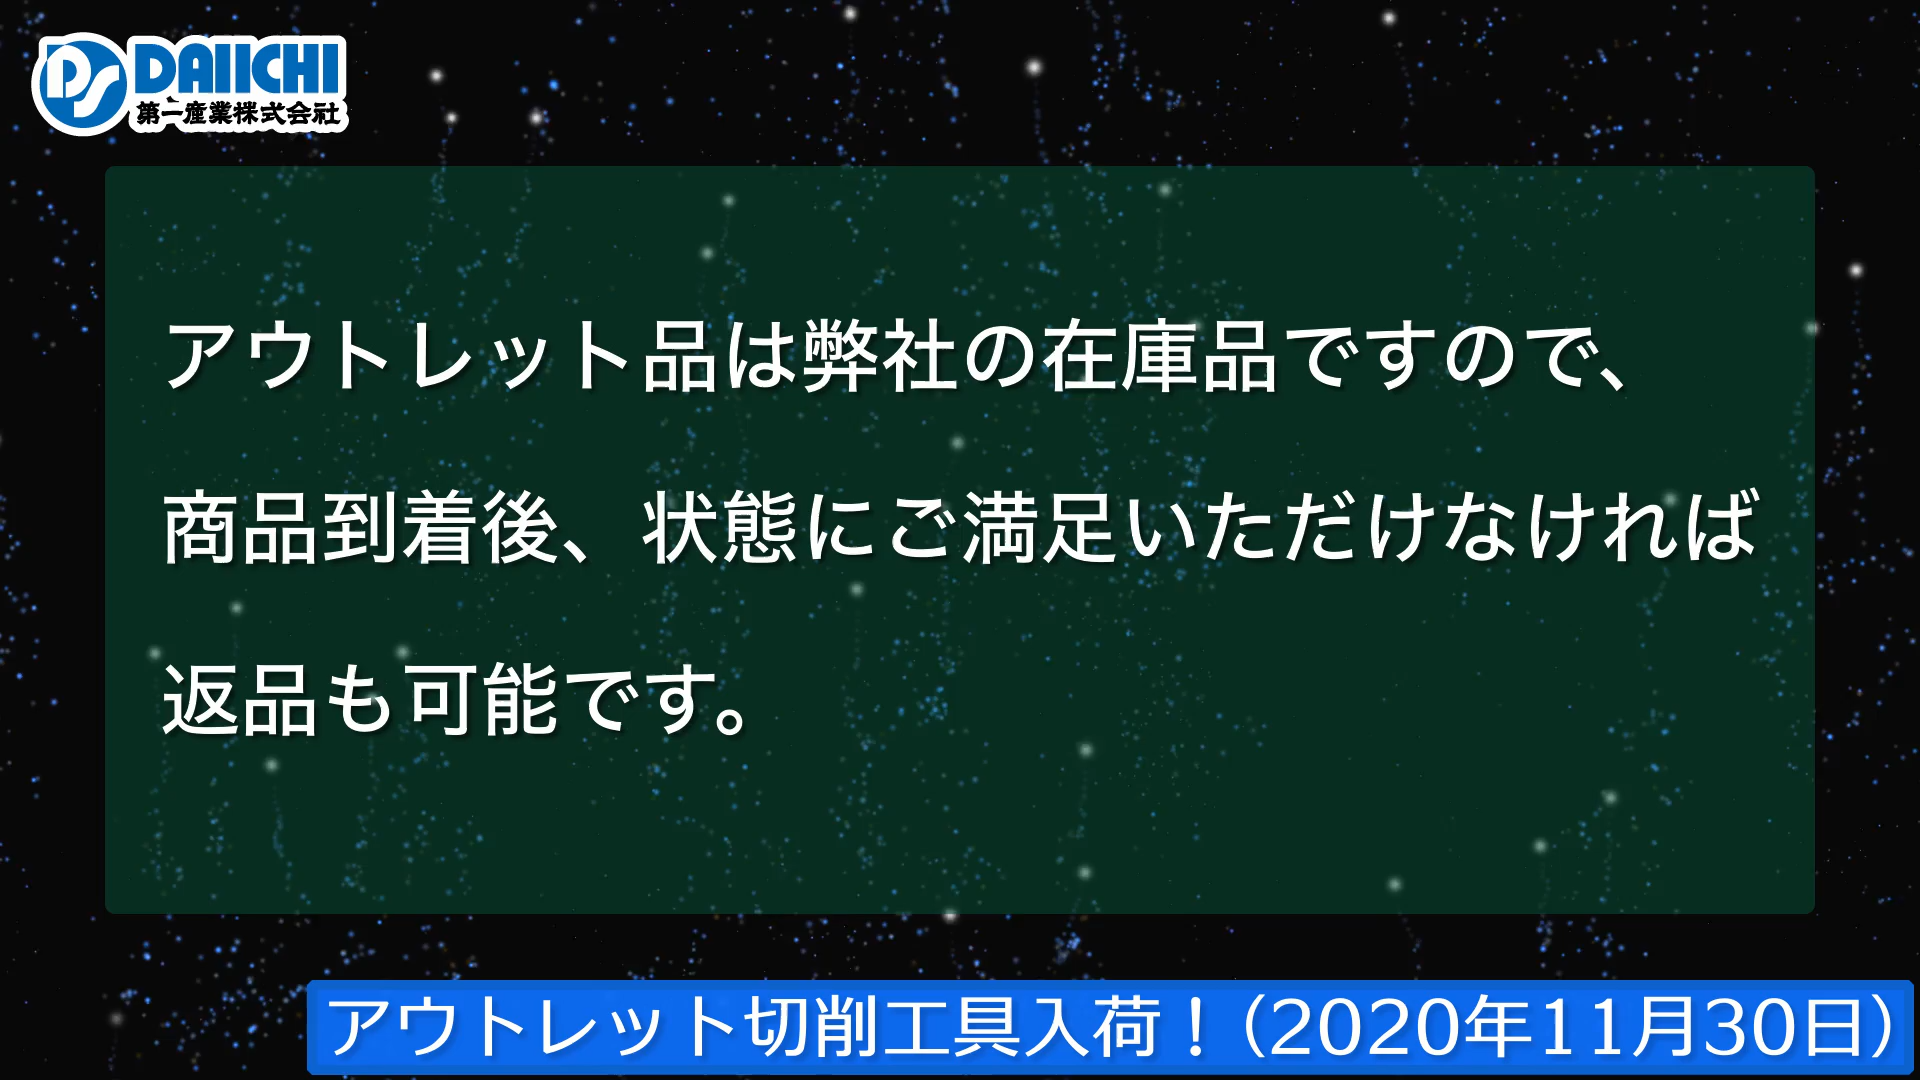 DAIICHI
第一産業株式会社
アウトレット品は弊社の在庫品ですので、
商品到着後、状態にご満足いただけなければ
返品も可能です。
アウトレット切削工具入荷！（2020年11月30日）